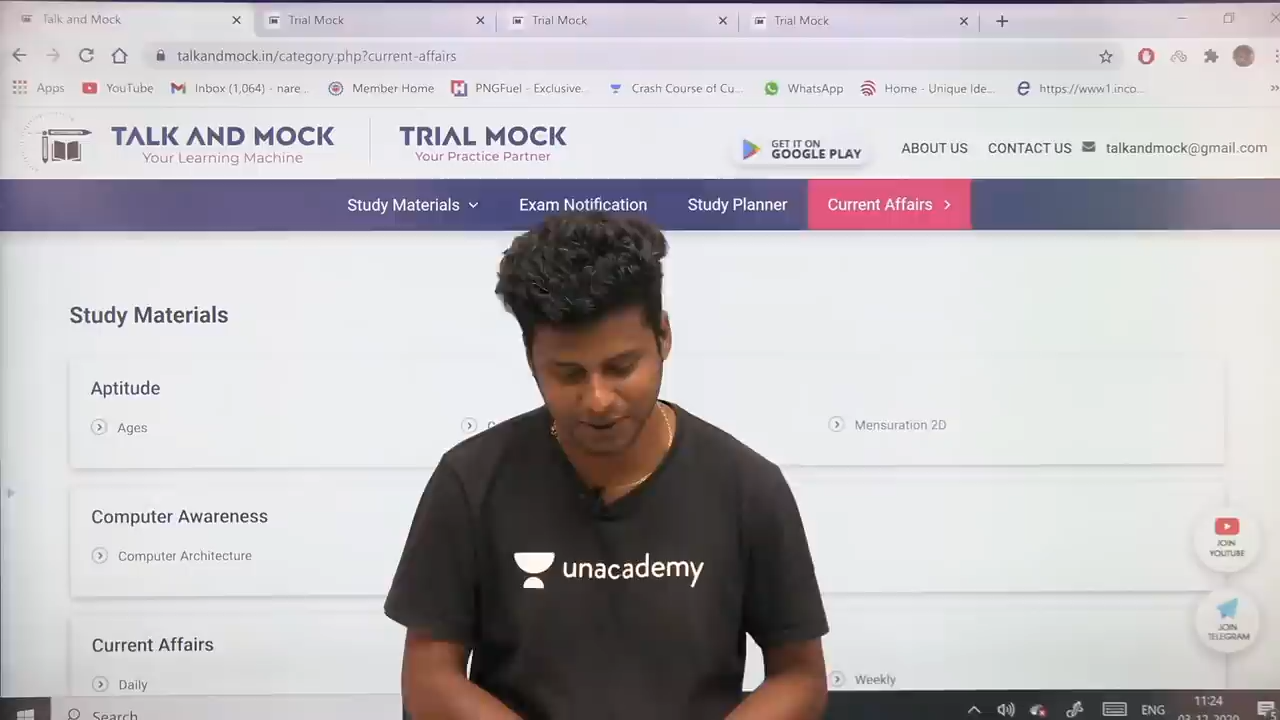 Talk and Mock
Trial Mock
Trial Mock
Trial Mock
talkandmock.in/category.php?current-affairs
Apps
YouTube
Inbox (1,064) - nare...
Member Home
PNGFuel - Exclusive...
Crash Course of Cu...
WhatsApp
Home - Unique Ide...
https://www1.inco...
TALK AND MOCK
Your Learning Machine
TRIAL MOCK
Your Practice Partner
GET IT ON
GOOGLE PLAY
ABOUT US
CONTACT US
talkandmock@gmail.com
Study Materials
Exam Notification
Study Planner
Current Affairs
Study Materials
Aptitude
Ages
Mensuration 2D
Computer Awareness
Computer Architecture
unacademy
JOIN
YOUTUBE
JOIN
TELEGRAM
Current Affairs
Daily
Weekly
Search
ENG
11:24
03-12-2020